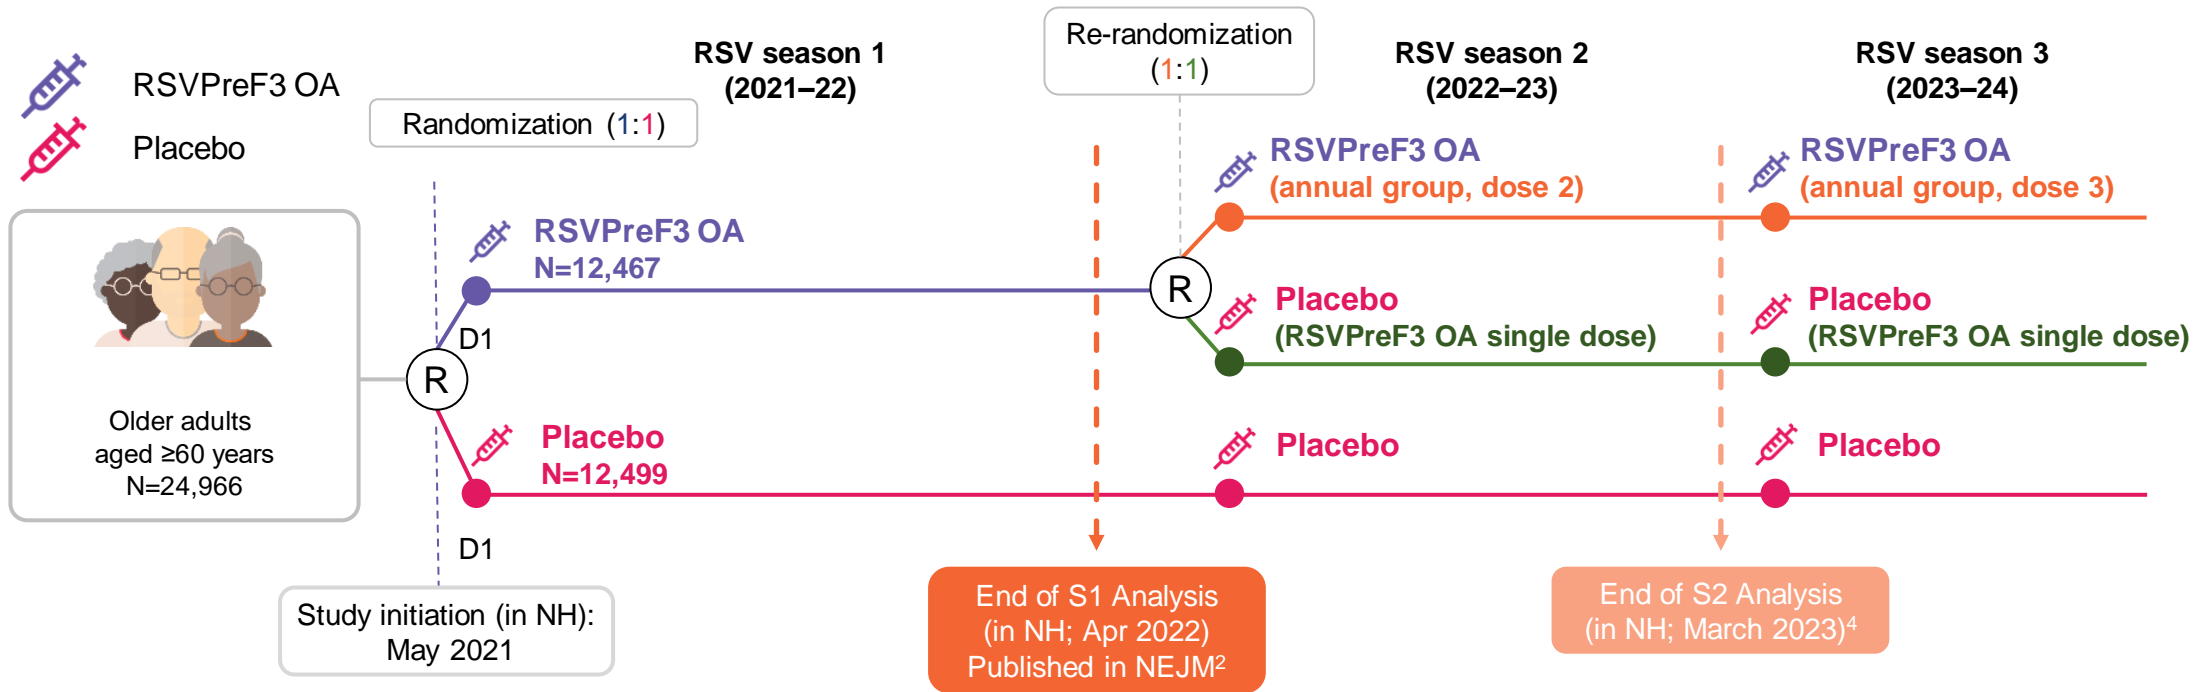 RSVPreF3 OA
Placebo
Randomization (1:1)
RSV season 1
(2021–22)
Re-randomization
(1:1)
RSV season 2
(2022–23)
RSV season 3
(2023–24)
Older adults
aged ≥60 years
N=24,966
R
D1
D1
Study initiation (in NH):
May 2021
RSVPreF3 OA
N=12,467
Placebo
N=12,499
R
RSVPreF3 OA
(annual group, dose 2)
Placebo
(RSVPreF3 OA single dose)
Placebo
RSVPreF3 OA
(annual group, dose 3)
Placebo
(RSVPreF3 OA single dose)
Placebo
End of S1 Analysis
(in NH; Apr 2022)
Published in NEJM²
End of S2 Analysis
(in NH; March 2023)⁴